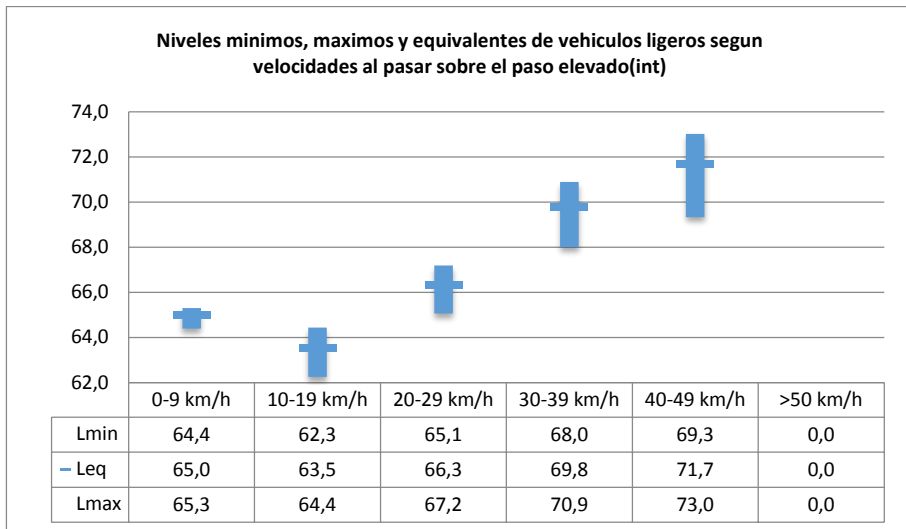 Niveles minimos, maximos y equivalentes de vehiculos ligeros segun
velocidades al pasar sobre el paso elevado(int)
74,0
72,0
70,0
68,0
66,0
64,0
62,0
0-9 km/h 10-19 km/h 20-29 km/h 30-39 km/h 40-49 km/h >50 km/h
Lmin 64,4 62,3 65,1 68,0 69,3 0,0
Leq 65,0 63,5 66,3 69,8 71,7 0,0
Lmax 65,3 64,4 67,2 70,9 73,0 0,0